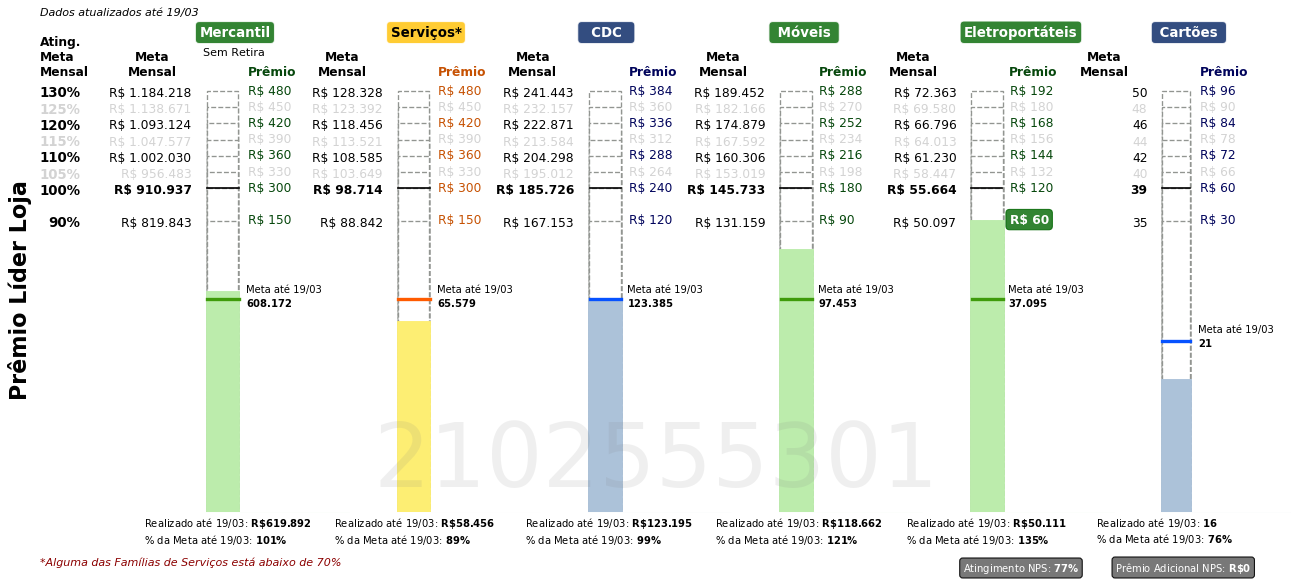 Dados atualizados até 19/03
Mercantil Serviços* CDC Móveis Eletroportáteis Cartões
Sem Retira
Ating. Meta Mensal Meta Mensal Prêmio Meta Mensal Prêmio Meta Mensal Prêmio Meta Mensal Prêmio Meta Mensal Prêmio Meta Mensal Prêmio
130% R$ 1.184.218 R$ 480 R$ 128.328 R$ 480 R$ 241.443 R$ 384 R$ 189.452 R$ 288 R$ 72.363 R$ 192 50 R$ 96
125% R$ 1.138.671 R$ 450 R$ 123.392 R$ 450 R$ 232.157 R$ 360 R$ 182.166 R$ 270 R$ 69.580 R$ 180 48 R$ 90
120% R$ 1.093.124 R$ 420 R$ 118.456 R$ 420 R$ 222.871 R$ 336 R$ 174.879 R$ 252 R$ 66.796 R$ 168 46 R$ 84
115% R$ 1.047.577 R$ 390 R$ 113.521 R$ 390 R$ 213.584 R$ 312 R$ 167.592 R$ 234 R$ 64.013 R$ 156 44 R$ 78
110% R$ 1.002.030 R$ 360 R$ 108.585 R$ 360 R$ 204.298 R$ 288 R$ 160.306 R$ 216 R$ 61.230 R$ 144 42 R$ 72
105% R$ 956.483 R$ 330 R$ 103.649 R$ 330 R$ 195.012 R$ 264 R$ 153.019 R$ 198 R$ 58.447 R$ 132 40 R$ 66
100% R$ 910.937 R$ 300 R$ 98.714 R$ 300 R$ 185.726 R$ 240 R$ 145.733 R$ 180 R$ 55.664 R$ 120 39 R$ 60
90% R$ 819.843 R$ 150 R$ 88.842 R$ 150 R$ 167.153 R$ 120 R$ 131.159 R$ 90 R$ 50.097 R$ 60 35 R$ 30
Prêmio Líder Loja
Meta até 19/03 Meta até 19/03 Meta até 19/03 Meta até 19/03 Meta até 19/03
608.172 65.579 123.385 97.453 37.095
Meta até 19/03
21
2102555301
Realizado até 19/03: R$619.892 Realizado até 19/03: R$58.456 Realizado até 19/03: R$123.195 Realizado até 19/03: R$118.662 Realizado até 19/03: R$50.111 Realizado até 19/03: 16
% da Meta até 19/03: 101% % da Meta até 19/03: 89% % da Meta até 19/03: 99% % da Meta até 19/03: 121% % da Meta até 19/03: 135% % da Meta até 19/03: 76%
*Alguma das Famílias de Serviços está abaixo de 70%
Atingimento NPS: 77% Prêmio Adicional NPS: R$0